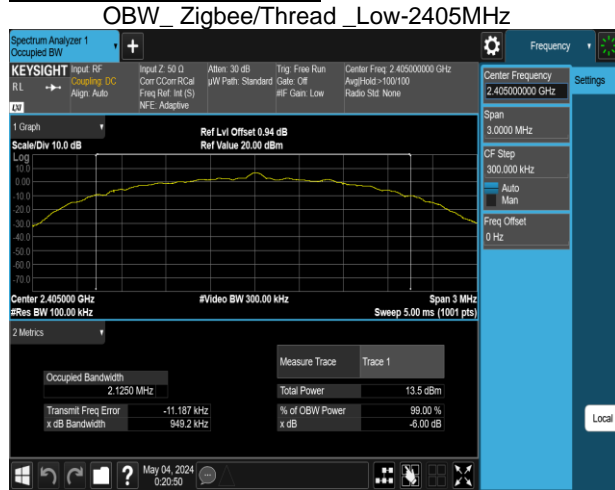 OBW_ Zigbee/Thread _Low-2405MHz
Spectrum Analyzer 1
Occupied BW
Frequency
KEYSIGHT
RL
LXI
Input: RF
Coupling: DC
Align: Auto
Input Z: 50 Ω
Corr CCorr RCal
Freq Ref: Int (S)
NFE: Adaptive
Atten: 30 dB
µW Path: Standard
Trig: Free Run
Gate: Off
#IF Gain: Low
Center Freq: 2.405000000 GHz
Avg|Hold:>100/100
Radio Std: None
Center Frequency
2.405000000 GHz
Settings
Span
3.0000 MHz
CF Step
300.000 kHz
Auto
Man
Freq Offset
0 Hz
Local
1 Graph
Scale/Div 10.0 dB
Ref Lvl Offset 0.94 dB
Ref Value 20.00 dBm
Log
10.0
0.00
-10.0
-20.0
-30.0
-40.0
-50.0
-60.0
-70.0
Center 2.405000 GHz
#Video BW 300.00 kHz
Span 3 MHz
#Res BW 100.00 kHz
Sweep 5.00 ms (1001 pts)
2 Metrics
Measure Trace Trace 1
Occupied Bandwidth
2.1250 MHz
Total Power 13.5 dBm
Transmit Freq Error -11.187 kHz
% of OBW Power 99.00 %
x dB Bandwidth 949.2 kHz
x dB -6.00 dB
?
May 04, 2024
0:20:50